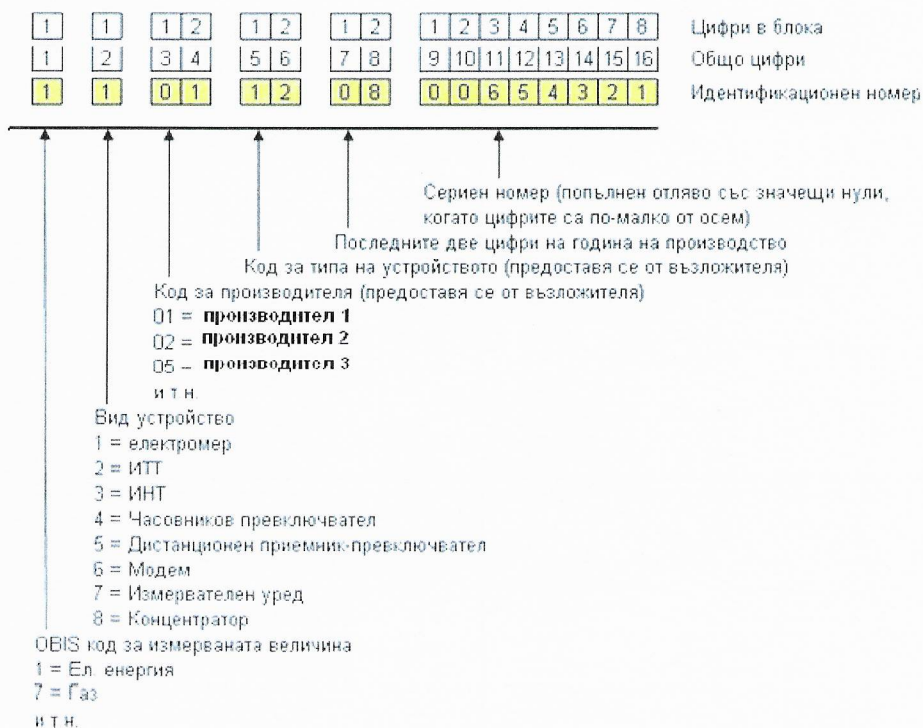 1 1 1 2 1 2 1 2 1 2 3 4 5 6 7 8 Цифри в блока
1 2 3 4 5 6 7 8 9 10 11 12 13 14 15 16 Общо цифри
1 1 0 1 1 2 0 8 0 0 6 5 4 3 2 1 Идентификационен номер
Сериен номер (попълнен отляво със значещи нули,
когато цифрите са по-малко от осем)
Последните две цифри на година на производство
Код за типа на устройството (предоставя се от възложителя)
Код за производителя (предоставя се от възложителя)
01 = производител 1
02 = производител 2
05 – производител 3
и т.н.
Вид устройство
1 = електромер
2 = ИТТ
3 = ИНТ
4 = Часовников превключвател
5 = Дистанционен приемник-превключвател
6 = Модем
7 = Измервателен уред
8 = Концентратор
OBIS код за измерваната величина
1 = Ел. енергия
7 = Газ
и т.н.